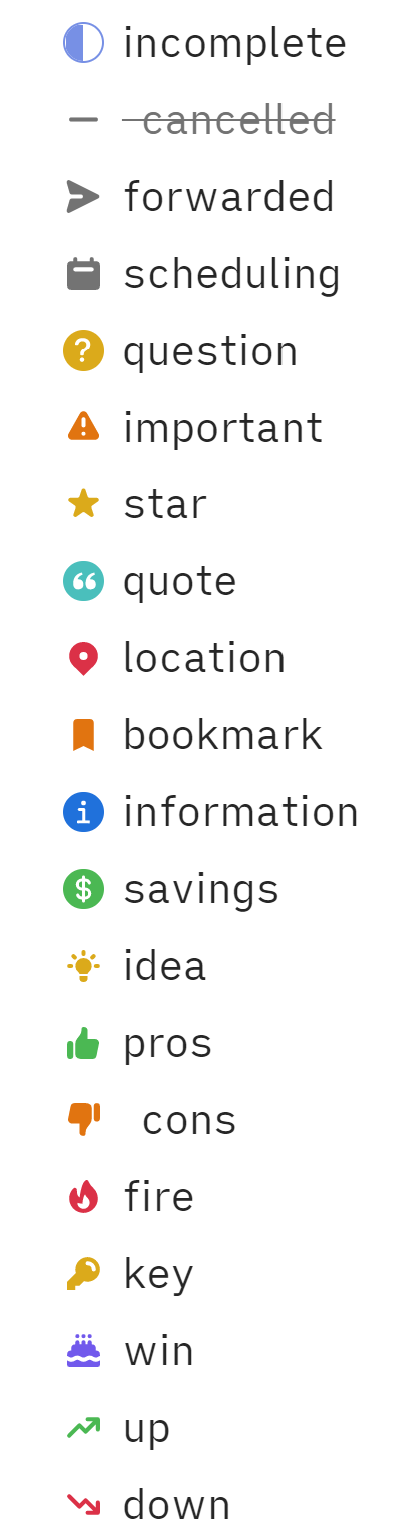 incomplete
cancelled
forwarded
scheduling
question
important
star
quote
location
bookmark
information
savings
idea
pros
cons
fire
key
win
up
down